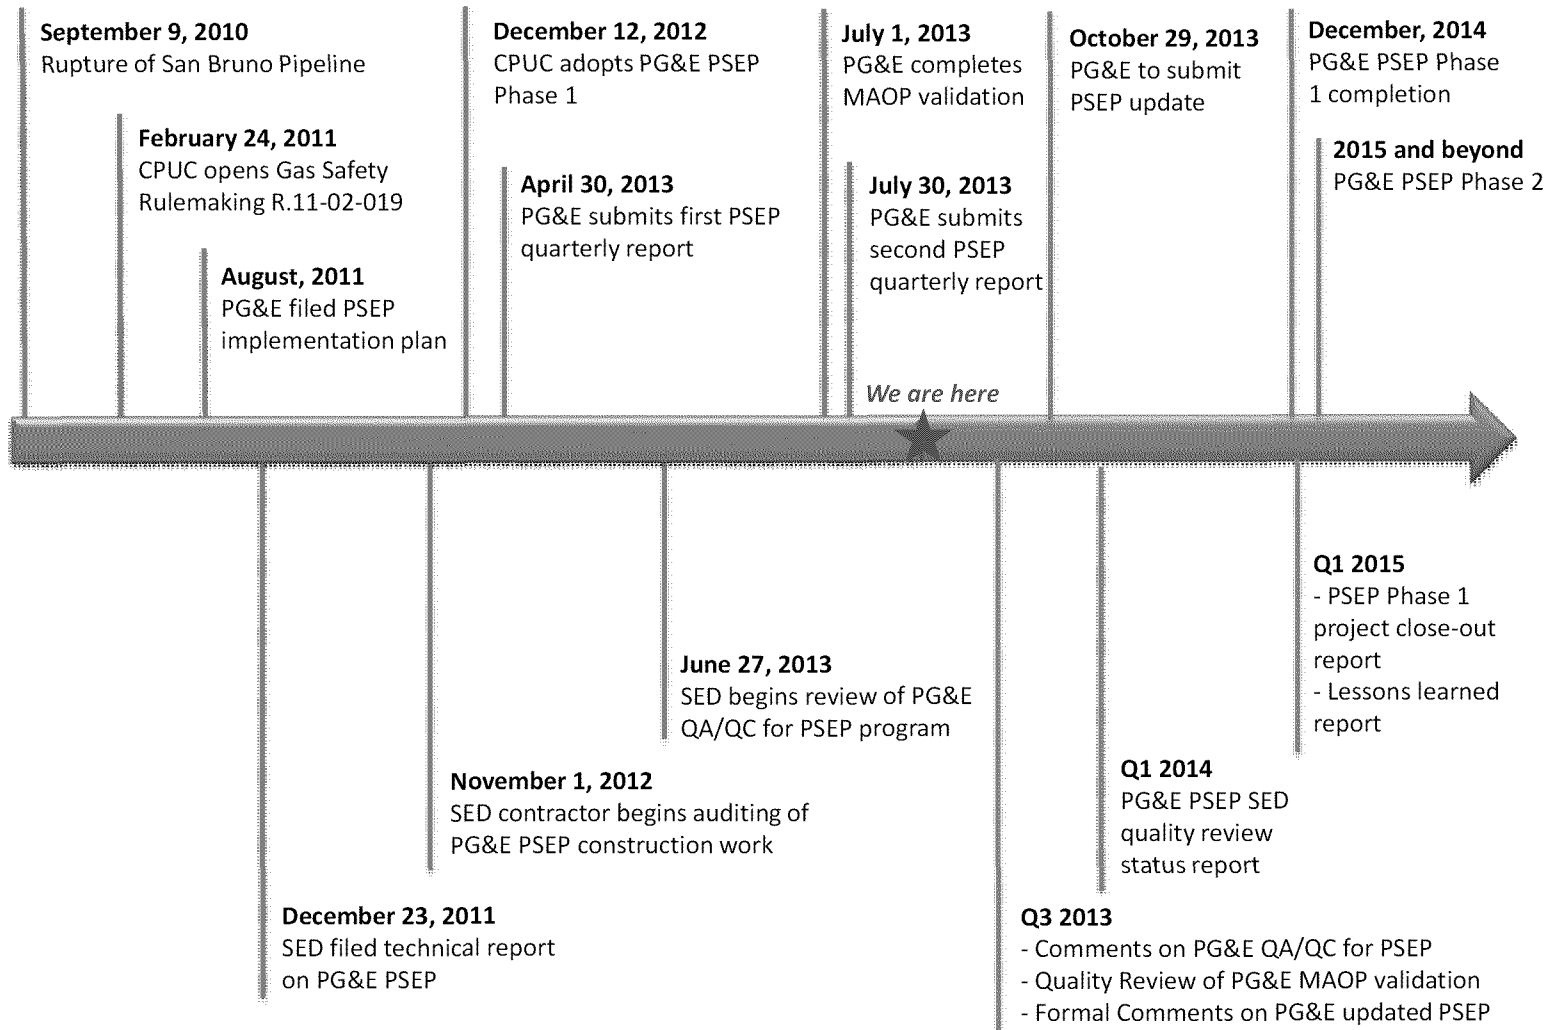 September 9, 2010
Rupture of San Bruno Pipeline
February 24, 2011
CPUC opens Gas Safety
Rulemaking R.11-02-019
August, 2011
PG&E filed PSEP
implementation plan
December 12, 2012
CPUC adopts PG&E PSEP
Phase 1
April 30, 2013
PG&E submits first PSEP
quarterly report
July 1, 2013
PG&E completes
MAOP validation
July 30, 2013
PG&E submits
second PSEP
quarterly report
October 29, 2013
PG&E to submit
PSEP update
December, 2014
PG&E PSEP Phase
1 completion
2015 and beyond
PG&E PSEP Phase 2
We are here
December 23, 2011
SED filed technical report
on PG&E PSEP
November 1, 2012
SED contractor begins auditing of
PG&E PSEP construction work
June 27, 2013
SED begins review of PG&E
QA/QC for PSEP program
Q3 2013
- Comments on PG&E QA/QC for PSEP
- Quality Review of PG&E MAOP validation
- Formal Comments on PG&E updated PSEP
Q1 2014
PG&E PSEP SED
quality review
status report
Q1 2015
- PSEP Phase 1
project close-out
report
- Lessons learned
report